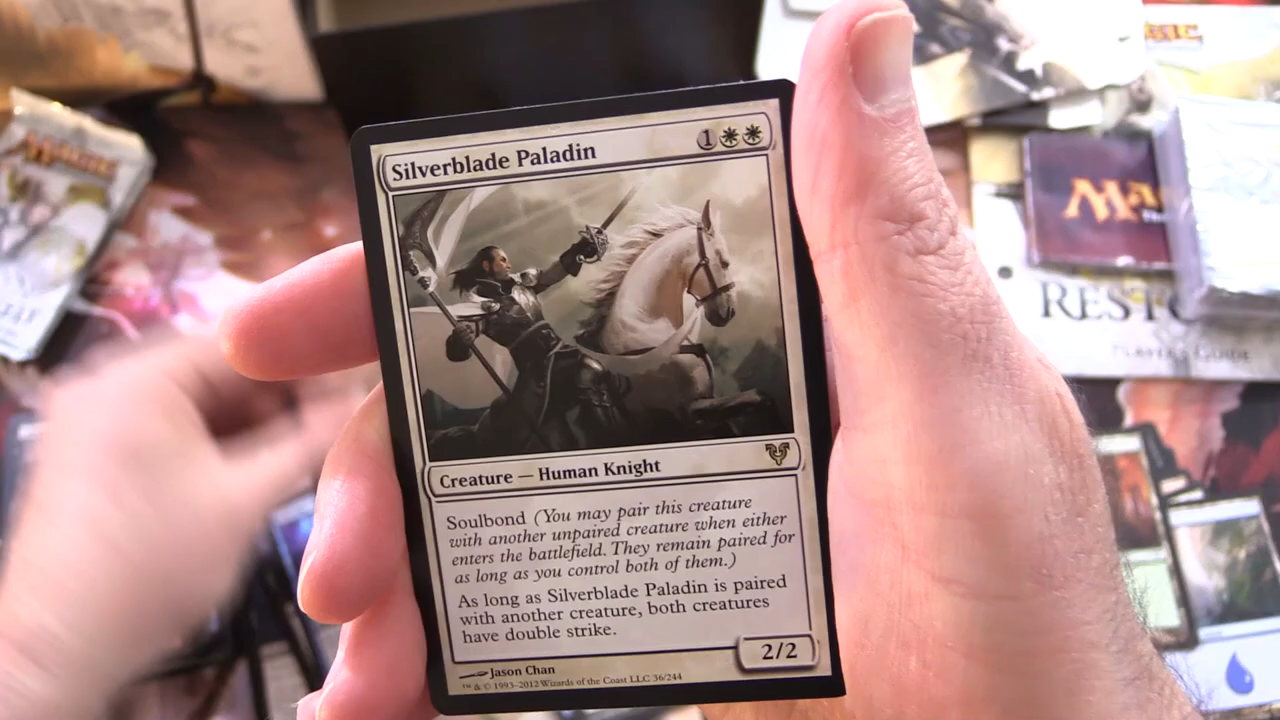 Silverblade Paladin
1
Creature — Human Knight
Soulbond (You may pair this creature
with another unpaired creature when either
enters the battlefield. They remain paired for
as long as you control both of them.)
As long as Silverblade Paladin is paired
with another creature, both creatures
have double strike.
2/2
Jason Chan
™ & © 1993–2012 Wizards of the Coast LLC 36/244
MAGIC
REST
PLAYER'S GUIDE